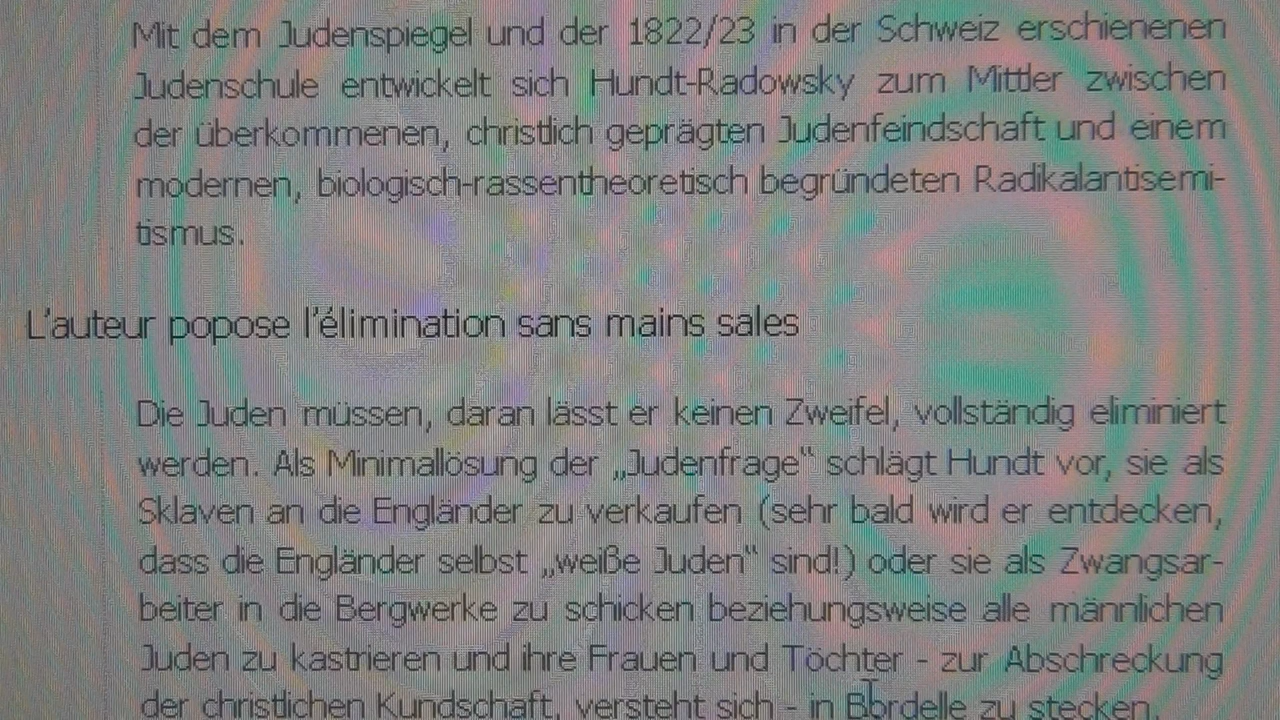 Mit dem Judenspiegel und der 1822/23 in der Schweiz erschienenen
Judenschule entwickelt sich Hundt-Radowsky zum Mittler zwischen
der überkommenen, christlich geprägten Judenfeindschaft und einem
modernen, biologisch-rassentheoretisch begründeten Radikalantisemi-
tismus.
L'auteur popose l'élimination sans mains sales
Die Juden müssen, daran lässt er keinen Zweifel, vollständig eliminiert
werden. Als Minimallösung der „Judenfrage“ schlägt Hundt vor, sie als
Sklaven an die Engländer zu verkaufen (sehr bald wird er entdecken,
dass die Engländer selbst „weiße Juden“ sind!) oder sie als Zwangsar-
beiter in die Bergwerke zu schicken beziehungsweise alle männlichen
Juden zu kastrieren und ihre Frauen und Töchter - zur Abschreckung
der christlichen Kundschaft, versteht sich - in Bordelle zu stecken.